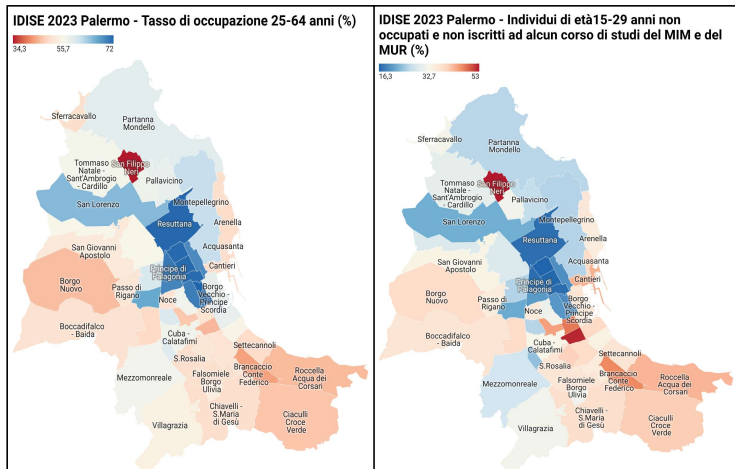 IDISE 2023 Palermo - Tasso di occupazione 25-64 anni (%)
34,3 55,7 72
Sferracavallo
Partanna
Mondello
San Filippo
Neri
Tommaso
Natale -
Sant'Ambrogio
- Cardillo
Pallavicino
San Lorenzo
Montepellegrino
Resuttana
Arenella
San Giovanni
Apostolo
Acquasanta
Borgo
Nuovo
Principe di
Palagonia
Cantieri
Passo di
Rigano
Noce
Borgo
Vecchio -
Principe
Scordia
Boccadifalco
- Baida
Cuba -
Calatafimi
Settecannoli
S.Rosalia
Mezzomonreale
Falsomiele
Borgo
Ulivia
Brancaccio
Conte
Federico
Roccella
Acqua dei
Corsari
Villagrazia
Chiavelli -
S.Maria
di Gesù
Ciaculli
Croce
Verde
IDISE 2023 Palermo - Individui di età15-29 anni non
occupati e non iscritti ad alcun corso di studi del MIM e del
MUR (%)
16,3 32,7 53
Sferracavallo
Partanna
Mondello
San Filippo
Neri
Tommaso
Natale -
Sant'Ambrogio
- Cardillo
Pallavicino
San Lorenzo
Montepellegrino
Resuttana
Arenella
San Giovanni
Apostolo
Acquasanta
Borgo
Nuovo
Principe di
Palagonia
Cantieri
Passo di
Rigano
Noce
Borgo
Vecchio -
Principe
Scordia
Boccadifalco
- Baida
Cuba -
Calatafimi
Settecannoli
S.Rosalia
Mezzomonreale
Falsomiele
Borgo
Ulivia
Brancaccio
Conte
Federico
Roccella
Acqua dei
Corsari
Villagrazia
Chiavelli -
S.Maria
di Gesù
Ciaculli
Croce
Verde